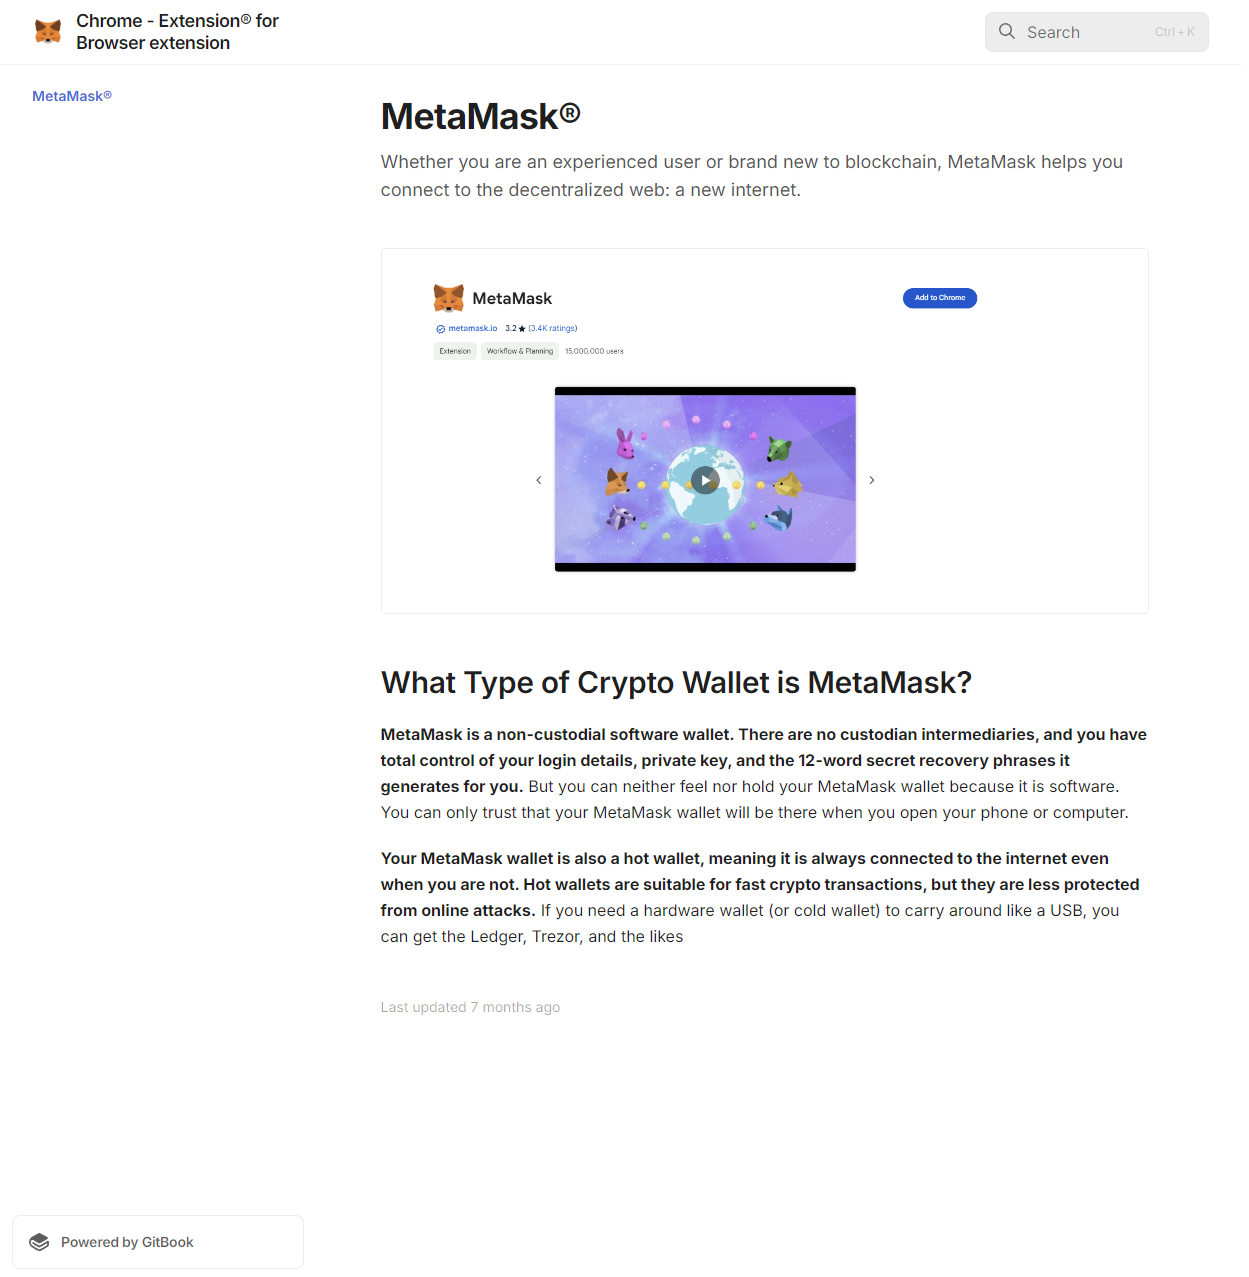 Chrome - Extension® for
Browser extension
Search
Ctrl + K
MetaMask®
MetaMask®
Whether you are an experienced user or brand new to blockchain, MetaMask helps you
connect to the decentralized web: a new internet.
MetaMask
Add to Chrome
metamask.io 3.2 ★ (3.4K ratings)
Extension Workflow & Planning 15,000,000 users
What Type of Crypto Wallet is MetaMask?
MetaMask is a non-custodial software wallet. There are no custodian intermediaries, and you have
total control of your login details, private key, and the 12-word secret recovery phrases it
generates for you. But you can neither feel nor hold your MetaMask wallet because it is software.
You can only trust that your MetaMask wallet will be there when you open your phone or computer.
Your MetaMask wallet is also a hot wallet, meaning it is always connected to the internet even
when you are not. Hot wallets are suitable for fast crypto transactions, but they are less protected
from online attacks. If you need a hardware wallet (or cold wallet) to carry around like a USB, you
can get the Ledger, Trezor, and the likes
Last updated 7 months ago
Powered by GitBook